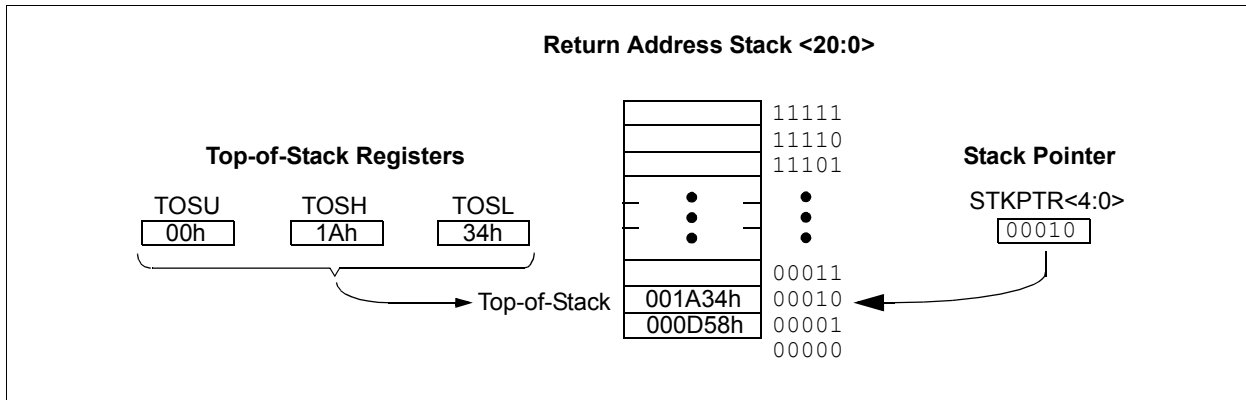 Return Address Stack <20:0>
11111
11110
Top-of-Stack Registers
11101
Stack Pointer
TOSU TOSH TOSL
STKPTR<4:0>
00h 1Ah 34h
00010
00011
Top-of-Stack 001A34h 00010
000D58h 00001
00000